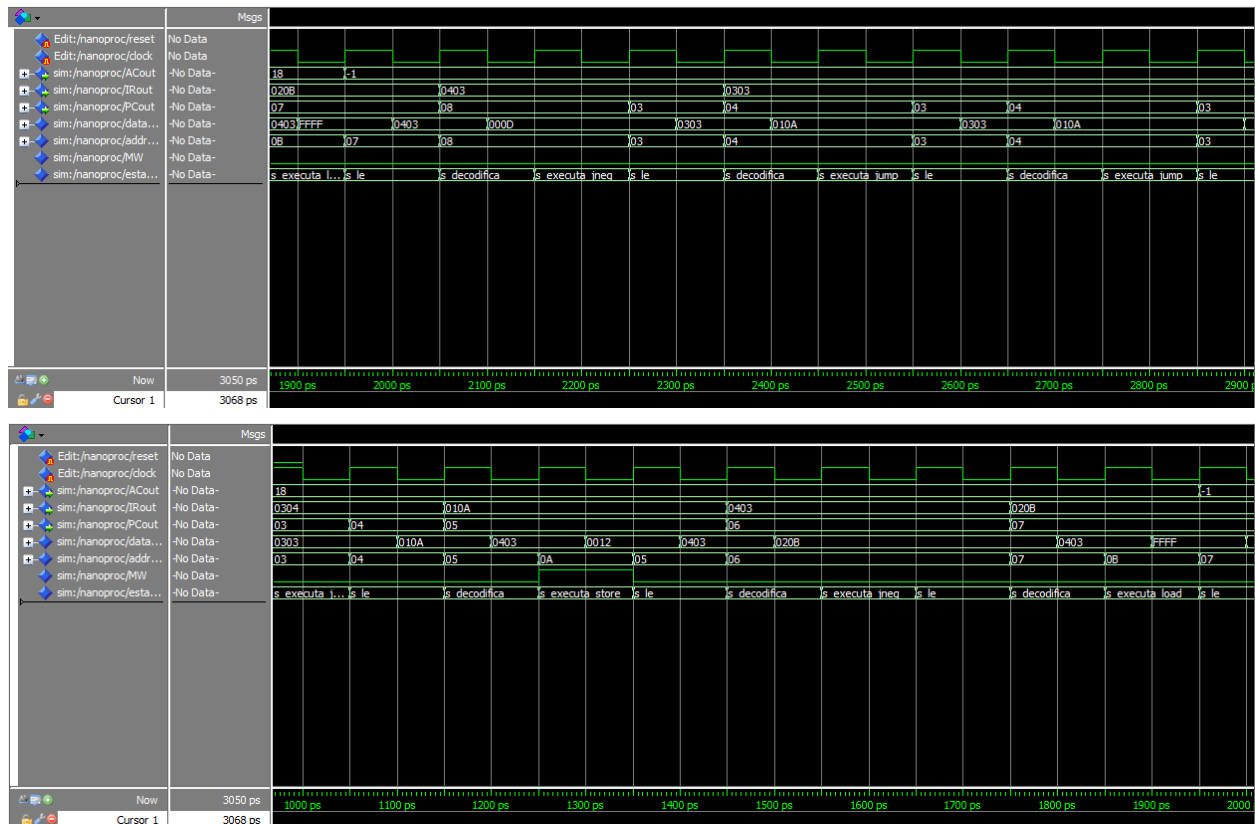 Msgs
Edit:/nanoproc/reset No Data
Edit:/nanoproc/clock No Data
sim:/nanoproc/ACout -No Data- 18 -1
sim:/nanoproc/IRout -No Data- 020B 0403 0303
sim:/nanoproc/PCout -No Data- 07 08 03 04 03 04 03
sim:/nanoproc/data... -No Data- 0403 FFFF 0403 000D 0303 010A 0303 010A
sim:/nanoproc/addr... -No Data- 0B 07 08 03 04 03 04 03
sim:/nanoproc/MW No Data
sim:/nanoproc/esta... -No Data- s_executa_l... s_le s_decodifica s_executa_jneg s_le s_decodifica s_executa_jump s_le s_decodifica s_executa_jump s_le
Now 3050 ps 1900 ps 2000 ps 2100 ps 2200 ps 2300 ps 2400 ps 2500 ps 2600 ps 2700 ps 2800 ps 2900
Cursor 1 3068 ps
Msgs
Edit:/nanoproc/reset No Data
Edit:/nanoproc/clock No Data
sim:/nanoproc/ACout -No Data- 18 -1
sim:/nanoproc/IRout -No Data- 0304 010A 0403 020B
sim:/nanoproc/PCout -No Data- 03 04 05 06 07
sim:/nanoproc/data... -No Data- 0303 010A 0403 0012 0403 020B 0403 FFFF
sim:/nanoproc/addr... -No Data- 03 04 05 0A 05 06 07 0B 07
sim:/nanoproc/MW No Data
sim:/nanoproc/esta... -No Data- s_executa_j... s_le s_decodifica s_executa_store s_le s_decodifica s_executa_jneg s_le s_decodifica s_executa_load s_le
Now 3050 ps 1000 ps 1100 ps 1200 ps 1300 ps 1400 ps 1500 ps 1600 ps 1700 ps 1800 ps 1900 ps 2000
Cursor 1 3068 ps